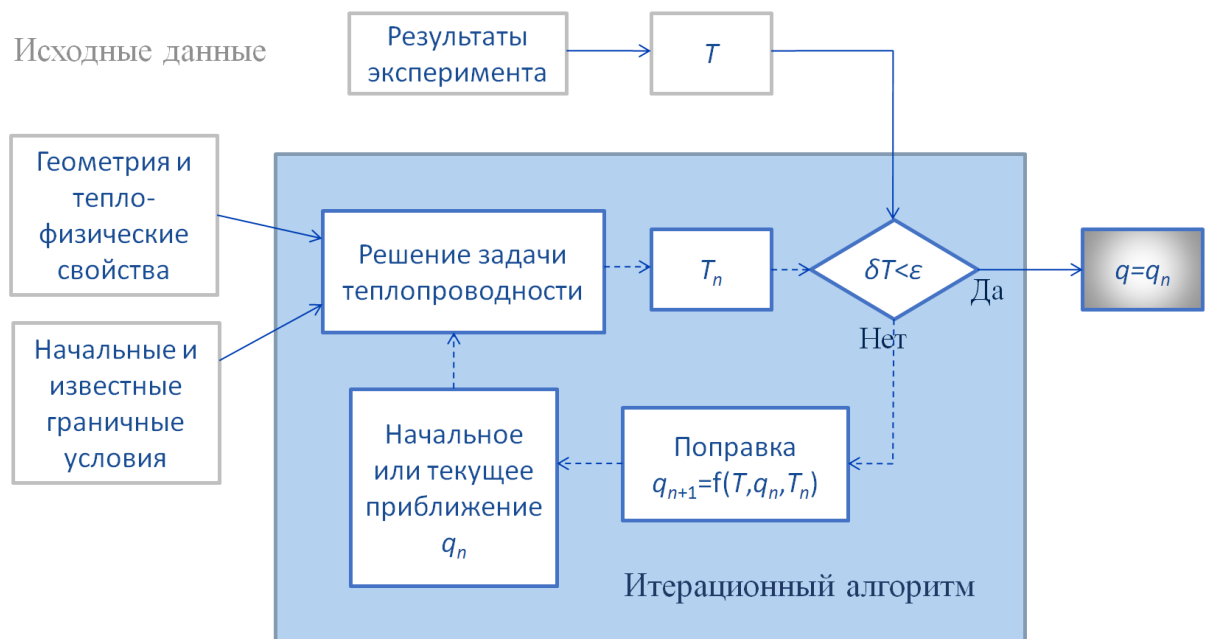 Исходные данные
Результаты
эксперимента
T
Геометрия и
тепло-
физические
свойства
Начальные и
известные
граничные
условия
Решение задачи
теплопроводности
Tn
δT<ε
Да
Нет
q=qn
Начальное
или текущее
приближение
qn
Поправка
qn+1=f(T,qn,Tn)
Итерационный алгоритм